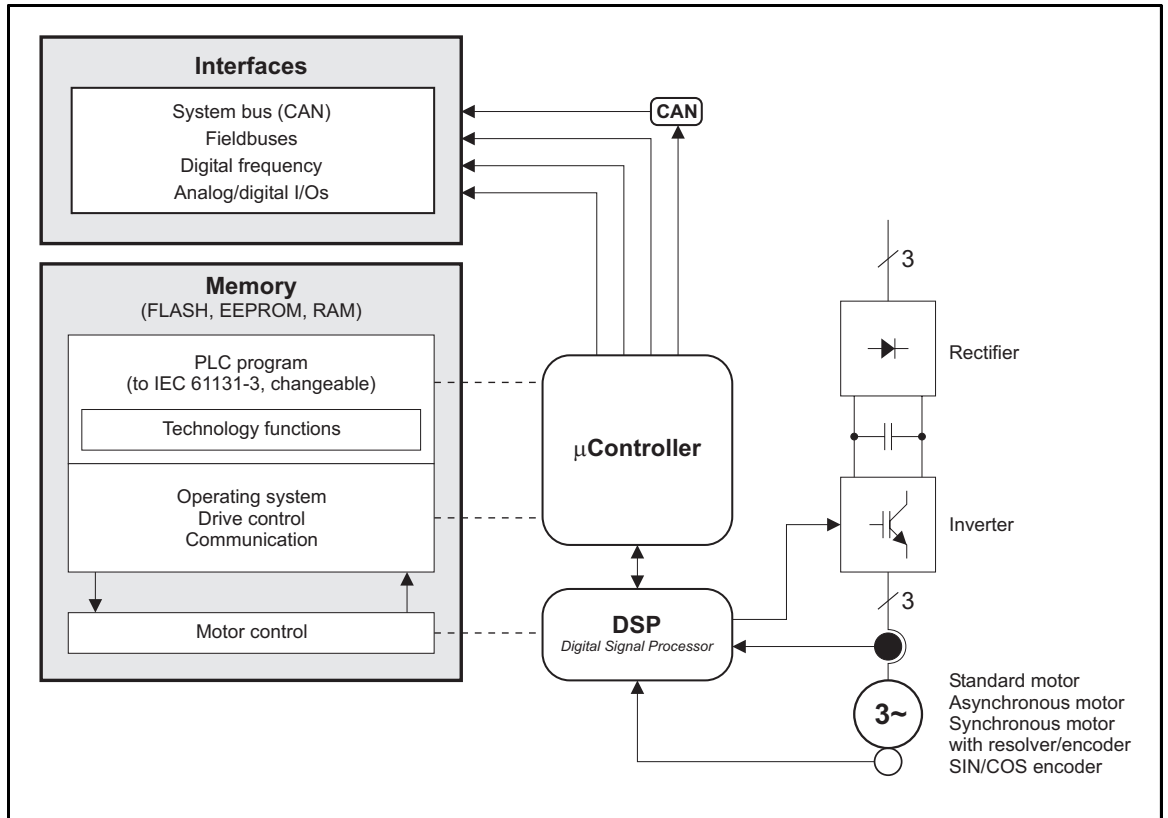 Interfaces
System bus (CAN)
Fieldbuses
Digital frequency
Analog/digital I/Os
CAN
Memory
(FLASH, EEPROM, RAM)
PLC program
(to IEC 61131-3, changeable)
Technology functions
Operating system
Drive control
Communication
Motor control
μController
DSP
Digital Signal Processor
3
Rectifier
Inverter
3
3~
Standard motor
Asynchronous motor
Synchronous motor
with resolver/encoder
SIN/COS encoder